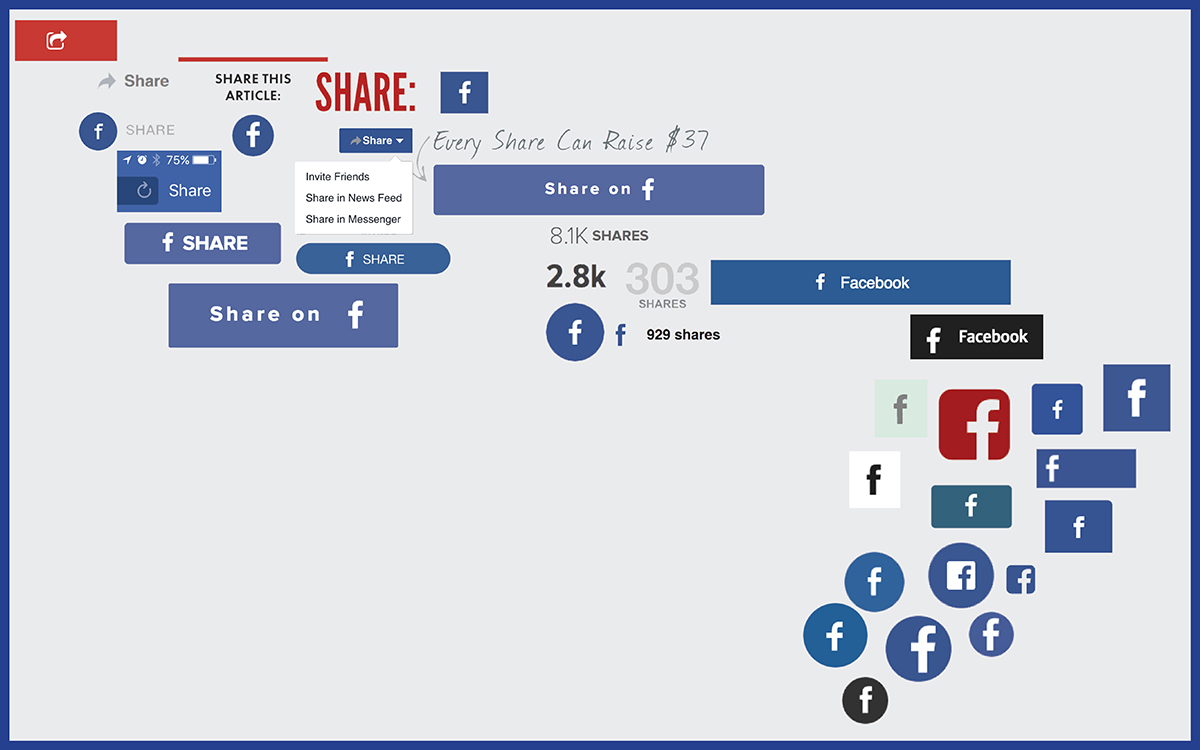 Share
SHARE THIS
ARTICLE:
SHARE:
SHARE
Share
Every Share Can Raise $37
75%
Share
Invite Friends
Share in News Feed
Share in Messenger
Share on
SHARE
8.1K SHARES
SHARE
2.8k
303
SHARES
Facebook
Share on
929 shares
Facebook